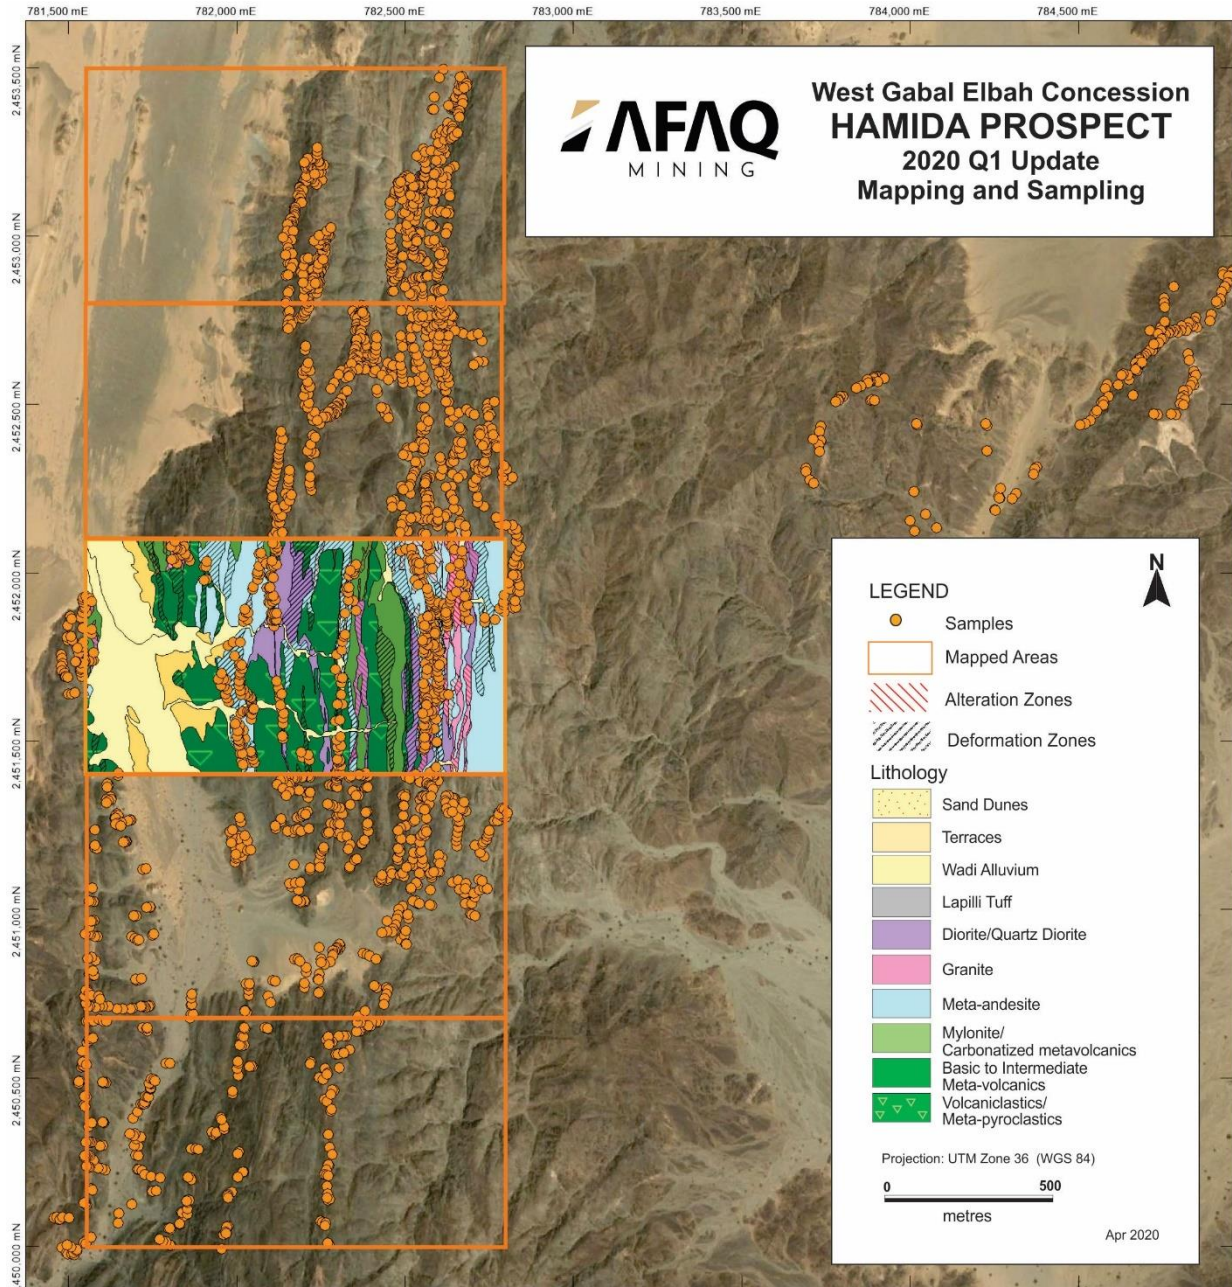 781,500 mE
782,000 mE
782,500 mE
783,000 mE
783,500 mE
784,000 mE
784,500 mE
2,453,500 mN
2,453,000 mN
2,452,500 mN
2,452,000 mN
2,451,500 mN
2,451,000 mN
2,450,500 mN
2,450,000 mN
AFAQ
MINING
West Gabal Elbah Concession
HAMIDA PROSPECT
2020 Q1 Update
Mapping and Sampling
N
LEGEND
Samples
Mapped Areas
Alteration Zones
Deformation Zones
Lithology
Sand Dunes
Terraces
Wadi Alluvium
Lapilli Tuff
Diorite/Quartz Diorite
Granite
Meta-andesite
Mylonite/
Carbonatized metavolcanics
Basic to Intermediate
Meta-volcanics
Volcaniclastics/
Meta-pyroclastics
Projection: UTM Zone 36 (WGS 84)
0 500
metres
Apr 2020